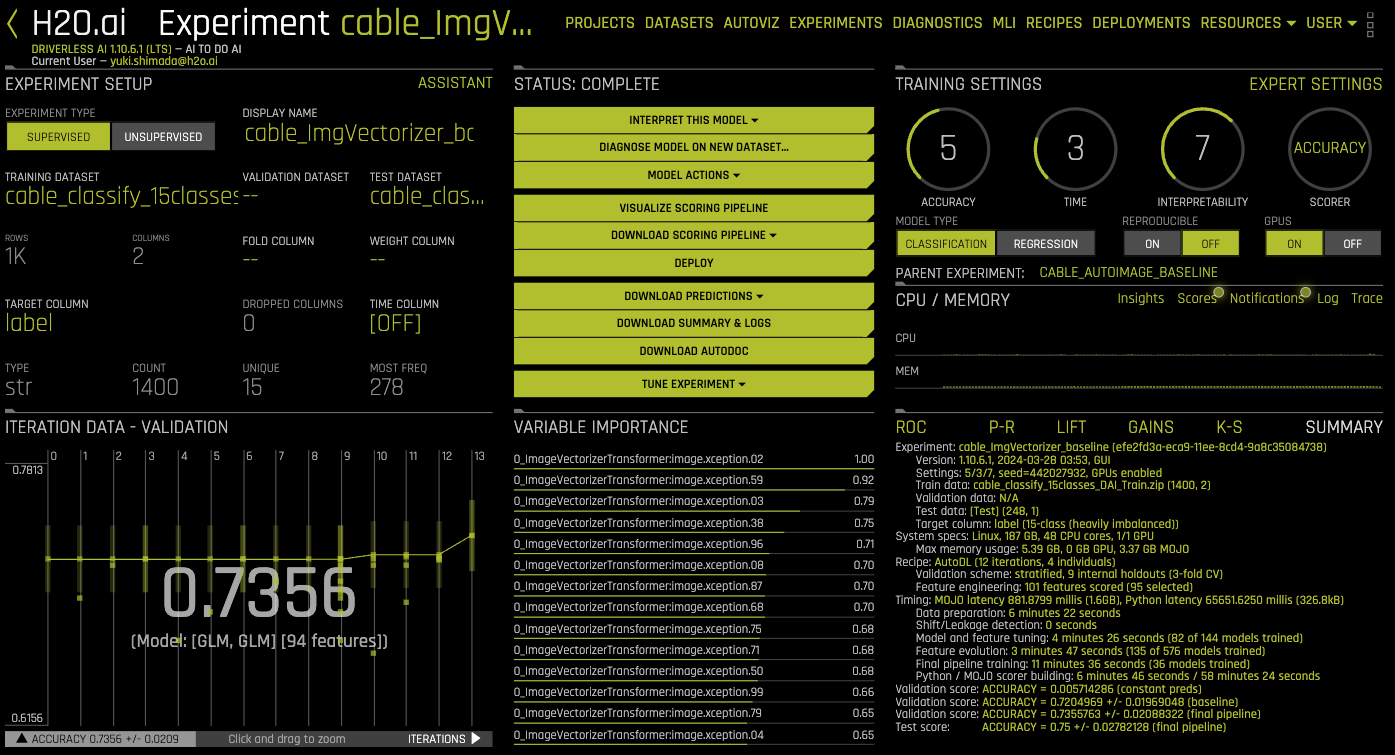 H2O.ai Experiment cable_ImgV...
PROJECTS DATASETS AUTOVIZ EXPERIMENTS DIAGNOSTICS MLI RECIPES DEPLOYMENTS RESOURCES USER
DRIVERLESS AI 1.10.6.1 (LTS) — AI TO DO AI
Current User — yuki.shimada@h2o.ai
EXPERIMENT SETUP ASSISTANT
EXPERIMENT TYPE DISPLAY NAME
SUPERVISED UNSUPERVISED cable_ImgVectorizer_bc
TRAINING DATASET VALIDATION DATASET TEST DATASET
cable_classify_15classes -- cable_clas...
ROWS COLUMNS FOLD COLUMN WEIGHT COLUMN
1K 2 -- --
TARGET COLUMN DROPPED COLUMNS TIME COLUMN
label 0 [OFF]
TYPE COUNT UNIQUE MOST FREQ
str 1400 15 278
STATUS: COMPLETE
INTERPRET THIS MODEL
DIAGNOSE MODEL ON NEW DATASET...
MODEL ACTIONS
VISUALIZE SCORING PIPELINE
DOWNLOAD SCORING PIPELINE
DEPLOY
DOWNLOAD PREDICTIONS
DOWNLOAD SUMMARY & LOGS
DOWNLOAD AUTODOC
TUNE EXPERIMENT
TRAINING SETTINGS EXPERT SETTINGS
5 3 7 ACCURACY
ACCURACY TIME INTERPRETABILITY SCORER
MODEL TYPE REPRODUCIBLE GPUS
CLASSIFICATION REGRESSION ON OFF ON OFF
PARENT EXPERIMENT: CABLE_AUTOIMAGE_BASELINE
CPU / MEMORY Insights Scores Notifications Log Trace
CPU
MEM
ITERATION DATA - VALIDATION
0 1 2 3 4 5 6 7 8 9 10 11 12 13
0.7813
0.7356
(Model: [GLM, GLM] [94 features])
0.6156
ACCURACY 0.7356 +/- 0.0209 Click and drag to zoom ITERATIONS
VARIABLE IMPORTANCE
0_ImageVectorizerTransformer:image.xception.02 1.00
0_ImageVectorizerTransformer:image.xception.59 0.92
0_ImageVectorizerTransformer:image.xception.03 0.79
0_ImageVectorizerTransformer:image.xception.38 0.75
0_ImageVectorizerTransformer:image.xception.96 0.71
0_ImageVectorizerTransformer:image.xception.08 0.70
0_ImageVectorizerTransformer:image.xception.87 0.70
0_ImageVectorizerTransformer:image.xception.68 0.70
0_ImageVectorizerTransformer:image.xception.75 0.68
0_ImageVectorizerTransformer:image.xception.71 0.68
0_ImageVectorizerTransformer:image.xception.50 0.68
0_ImageVectorizerTransformer:image.xception.99 0.66
0_ImageVectorizerTransformer:image.xception.79 0.65
0_ImageVectorizerTransformer:image.xception.04 0.65
ROC P-R LIFT GAINS K-S SUMMARY
Experiment: cable_ImgVectorizer_baseline (efe2fd3a-eca9-11ee-8cd4-9a8c35084738)
Version: 1.10.6.1, 2024-03-28 03:53, GUI
Settings: 5/3/7, seed=442027932, GPUs enabled
Train data: cable_classify_15classes_DAI_Train.zip (1400, 2)
Validation data: N/A
Test data: [Test] (248, 1)
Target column: label (15-class (heavily imbalanced))
System specs: Linux, 187 GB, 48 CPU cores, 1/1 GPU
Max memory usage: 5.39 GB, 0 GB GPU, 3.37 GB MOJO
Recipe: AutoDL (12 iterations, 4 individuals)
Validation scheme: stratified, 9 internal holdouts (3-fold CV)
Feature engineering: 101 features scored (95 selected)
Timing: MOJO latency 881.8799 millis (1.6GB), Python latency 65651.6250 millis (326.8kB)
Data preparation: 6 minutes 22 seconds
Shift/Leakage detection: 0 seconds
Model and feature tuning: 4 minutes 26 seconds (82 of 144 models trained)
Feature evolution: 3 minutes 47 seconds (135 of 576 models trained)
Final pipeline training: 11 minutes 36 seconds (36 models trained)
Python / MOJO scorer building: 6 minutes 46 seconds / 58 minutes 24 seconds
Validation score: ACCURACY = 0.005714286 (constant preds)
Validation score: ACCURACY = 0.7204969 +/- 0.01969048 (baseline)
Validation score: ACCURACY = 0.7355763 +/- 0.02088322 (final pipeline)
Test score: ACCURACY = 0.75 +/- 0.02782128 (final pipeline)